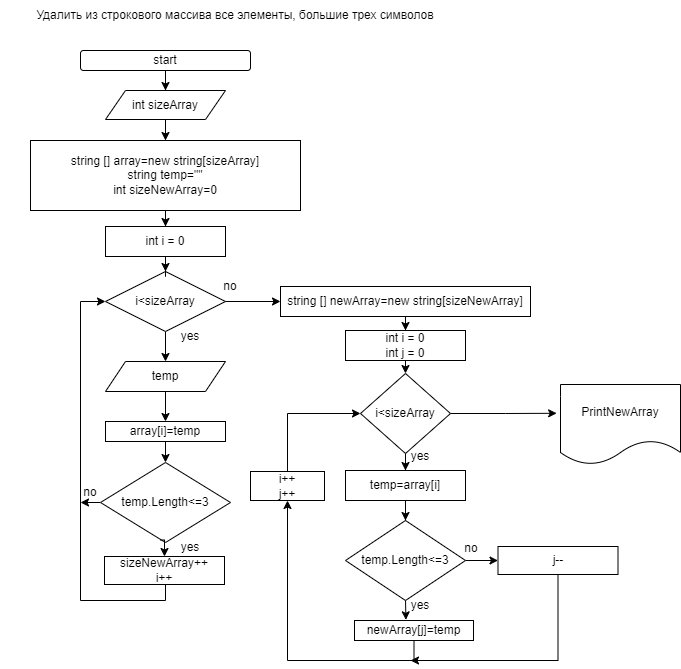 Удалить из строкового массива все элементы, большие трех символов
start
int sizeArray
string [] array=new string[sizeArray]
string temp=""
int sizeNewArray=0
int i = 0
i<sizeArray
no
yes
string [] newArray=new string[sizeNewArray]
int i = 0
int j = 0
temp
i<sizeArray
PrintNewArray
array[i]=temp
yes
i++
j++
temp=array[i]
temp.Length<=3
no
yes
sizeNewArray++
i++
temp.Length<=3
no
j--
yes
newArray[j]=temp